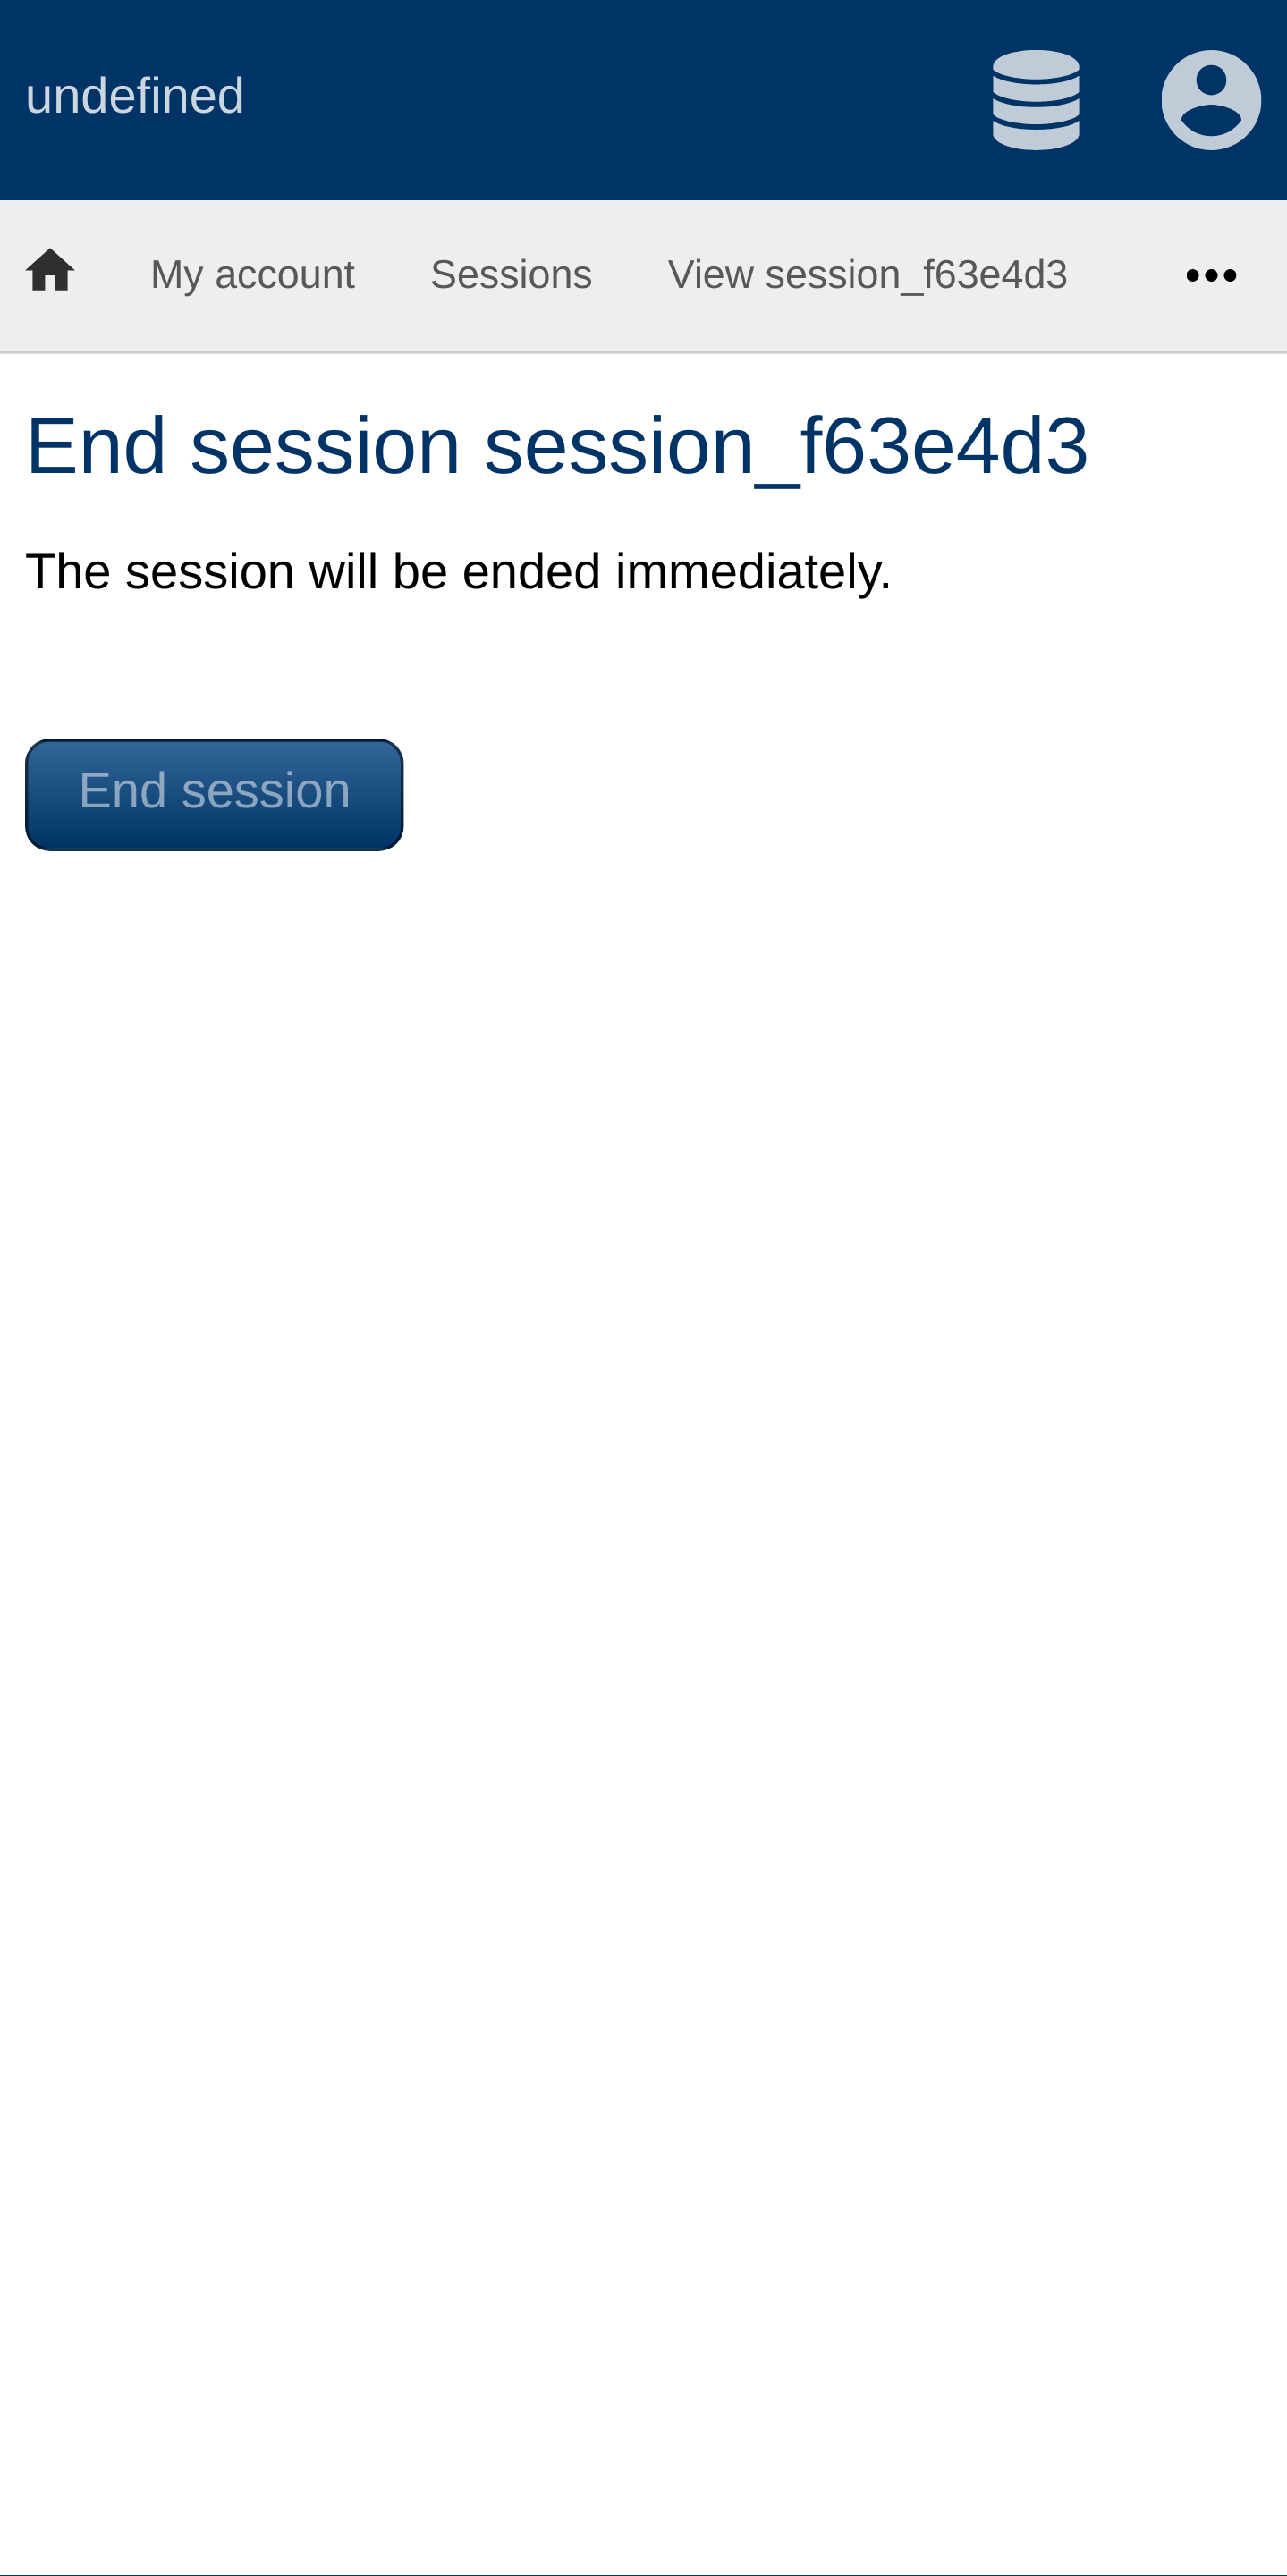 undefined
My account Sessions View session_f63e4d3 •••
End session session_f63e4d3
The session will be ended immediately.
End session